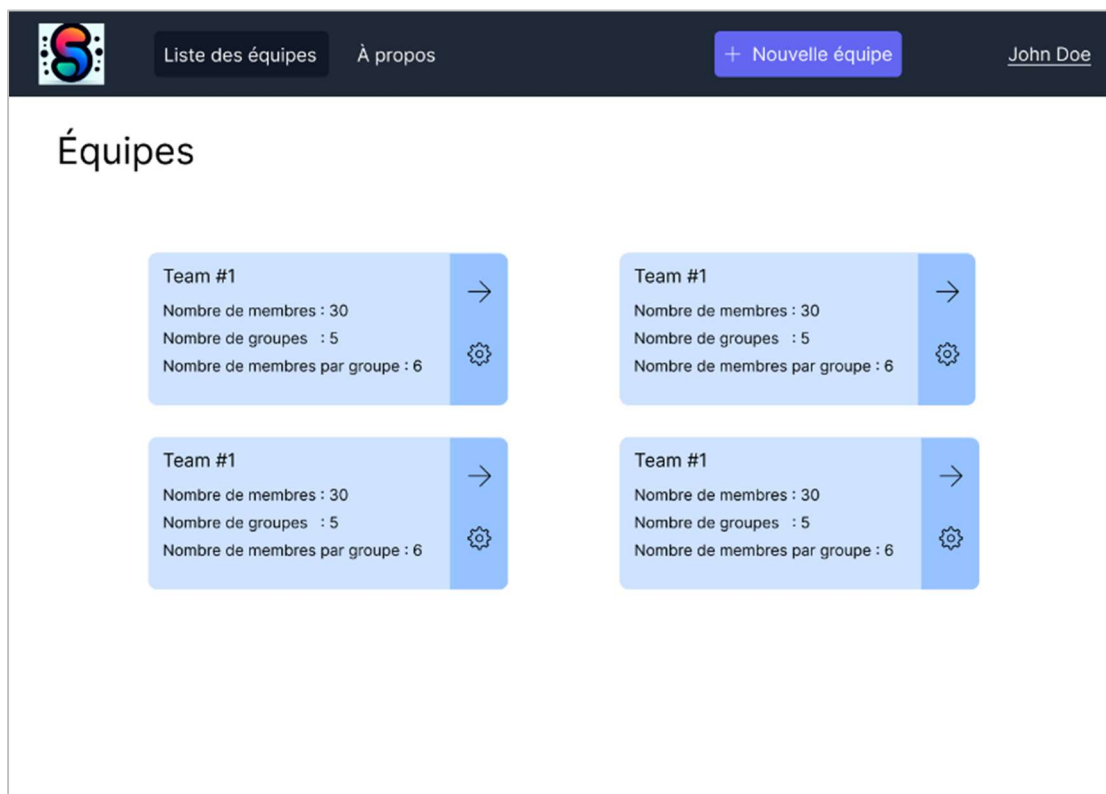 S
Liste des équipes
À propos
+ Nouvelle équipe
John Doe
Équipes
Team #1
Nombre de membres : 30
Nombre de groupes : 5
Nombre de membres par groupe : 6
Team #1
Nombre de membres : 30
Nombre de groupes : 5
Nombre de membres par groupe : 6
Team #1
Nombre de membres : 30
Nombre de groupes : 5
Nombre de membres par groupe : 6
Team #1
Nombre de membres : 30
Nombre de groupes : 5
Nombre de membres par groupe : 6